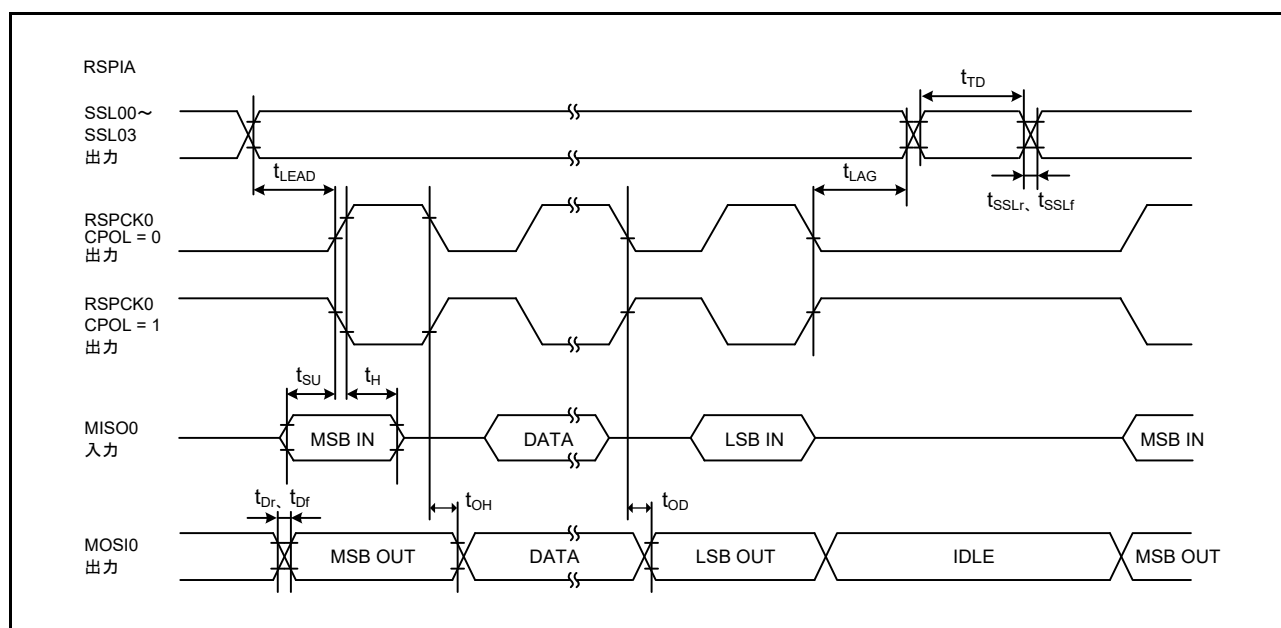 RSPIA
tTD
SSL00～
SSL03
出力
tLEAD
tLAG
tSSLr、tSSLf
RSPCK0
CPOL = 0
出力
RSPCK0
CPOL = 1
出力
tSU
tH
MISO0
入力
MSB IN
DATA
LSB IN
MSB IN
tDr、tDf
tOH
tOD
MOSI0
出力
MSB OUT
DATA
LSB OUT
IDLE
MSB OUT